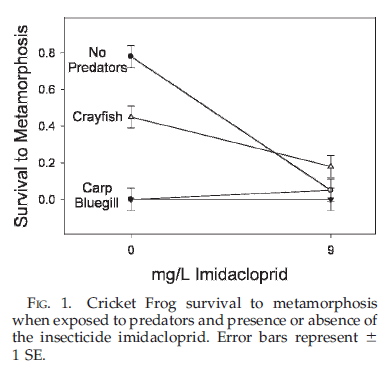 Survival to Metamorphosis
0.8
0.6
0.4
0.2
0.0
No
Predators
Crayfish
Carp
Bluegill
0
9
mg/L Imidacloprid
FIG. 1. Cricket Frog survival to metamorphosis
when exposed to predators and presence or absence of
the insecticide imidacloprid. Error bars represent ±
1 SE.